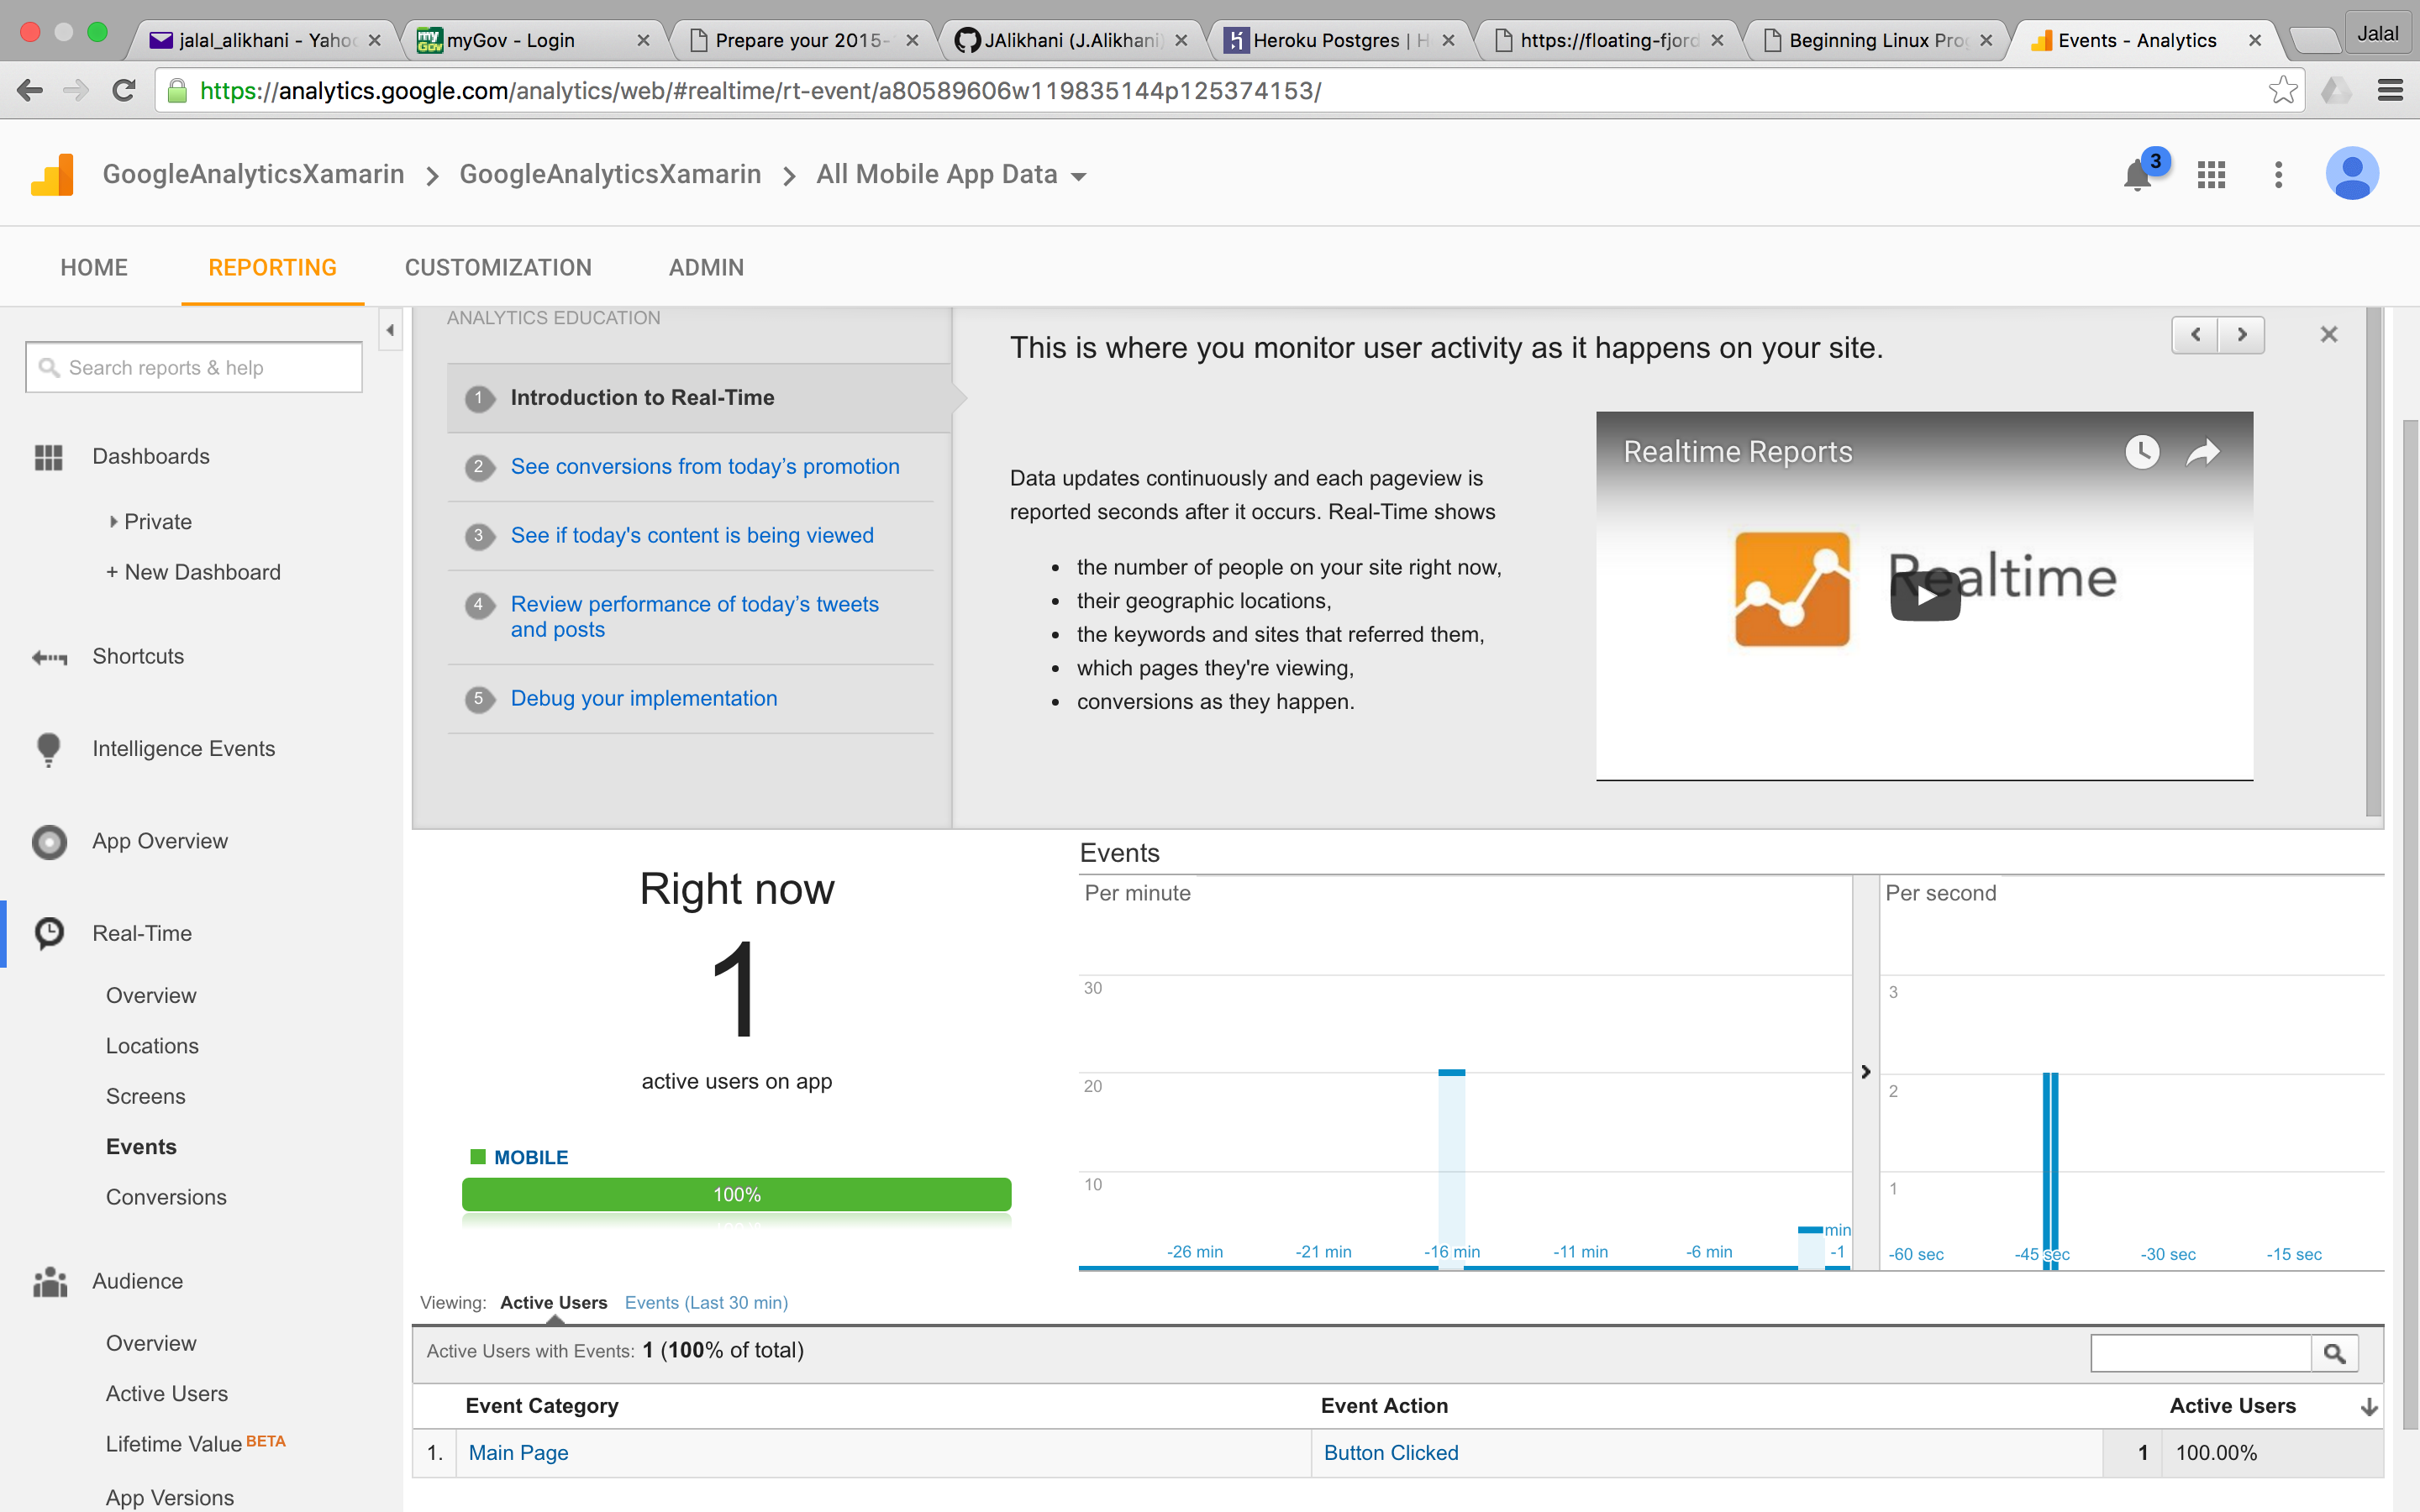 jalal_alikhani - Yahoo
myGov - Login
Prepare your 2015-
JAlikhani (J.Alikhani)
Heroku Postgres | H
https://floating-fjord
Beginning Linux Pro
Events - Analytics
Jalal
https://analytics.google.com/analytics/web/#realtime/rt-event/a80589606w119835144p125374153/
GoogleAnalyticsXamarin > GoogleAnalyticsXamarin > All Mobile App Data
3
HOME REPORTING CUSTOMIZATION ADMIN
Search reports & help
Dashboards
Private
+ New Dashboard
Shortcuts
Intelligence Events
App Overview
Real-Time
Overview
Locations
Screens
Events
Conversions
Audience
Overview
Active Users
Lifetime Value BETA
App Versions
ANALYTICS EDUCATION
1 Introduction to Real-Time
2 See conversions from today’s promotion
3 See if today's content is being viewed
4 Review performance of today’s tweets
and posts
5 Debug your implementation
This is where you monitor user activity as it happens on your site.
Data updates continuously and each pageview is
reported seconds after it occurs. Real-Time shows
• the number of people on your site right now,
• their geographic locations,
• the keywords and sites that referred them,
• which pages they're viewing,
• conversions as they happen.
Realtime Reports
Realtime
Right now
1
active users on app
MOBILE
100%
Events
Per minute
30
20
10
-26 min -21 min -16 min -11 min -6 min min
-1
Per second
3
2
1
-60 sec -45 sec -30 sec -15 sec
Viewing: Active Users Events (Last 30 min)
Active Users with Events: 1 (100% of total)
Event Category Event Action Active Users
1. Main Page Button Clicked 1 100.00%